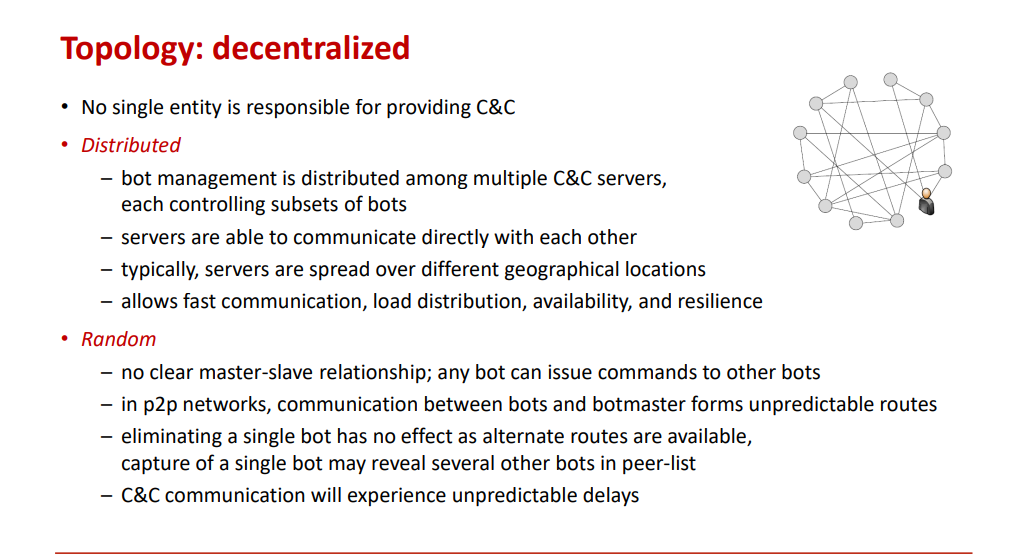 Topology: decentralized
• No single entity is responsible for providing C&C
• Distributed
– bot management is distributed among multiple C&C servers,
each controlling subsets of bots
– servers are able to communicate directly with each other
– typically, servers are spread over different geographical locations
– allows fast communication, load distribution, availability, and resilience
• Random
– no clear master-slave relationship; any bot can issue commands to other bots
– in p2p networks, communication between bots and botmaster forms unpredictable routes
– eliminating a single bot has no effect as alternate routes are available,
capture of a single bot may reveal several other bots in peer-list
– C&C communication will experience unpredictable delays